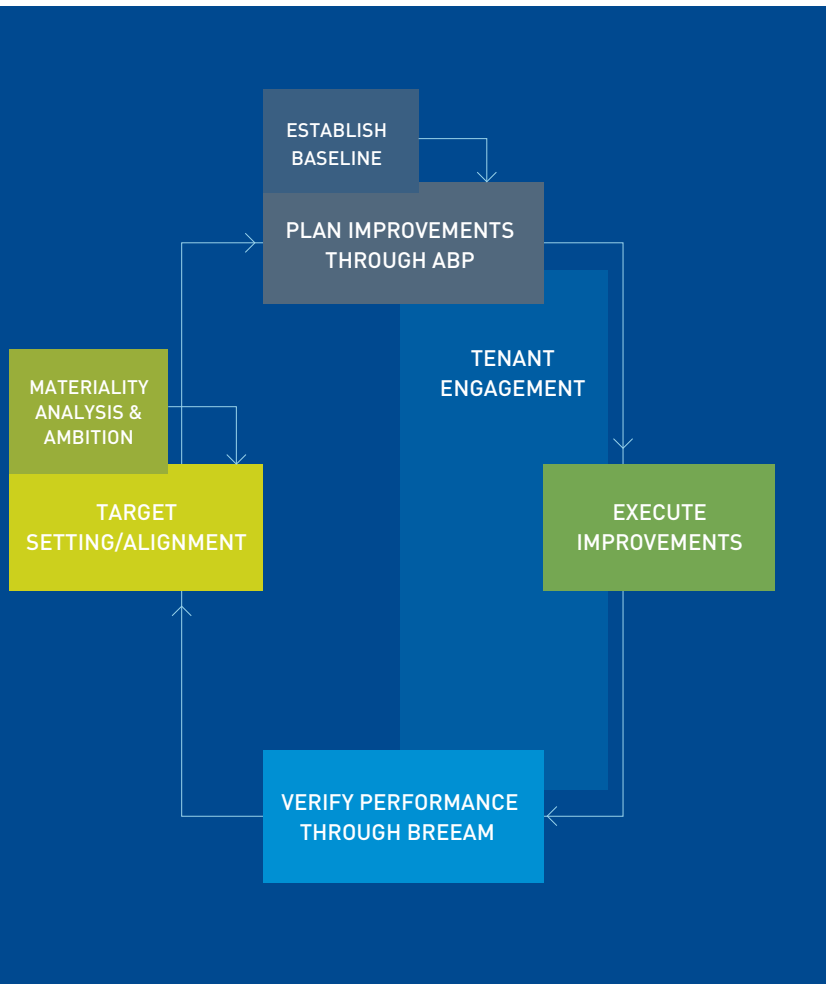 ESTABLISH
BASELINE
PLAN IMPROVEMENTS
THROUGH ABP
TENANT
ENGAGEMENT
MATERIALITY
ANALYSIS &
AMBITION
TARGET
SETTING/ALIGNMENT
EXECUTE
IMPROVEMENTS
VERIFY PERFORMANCE
THROUGH BREEAM